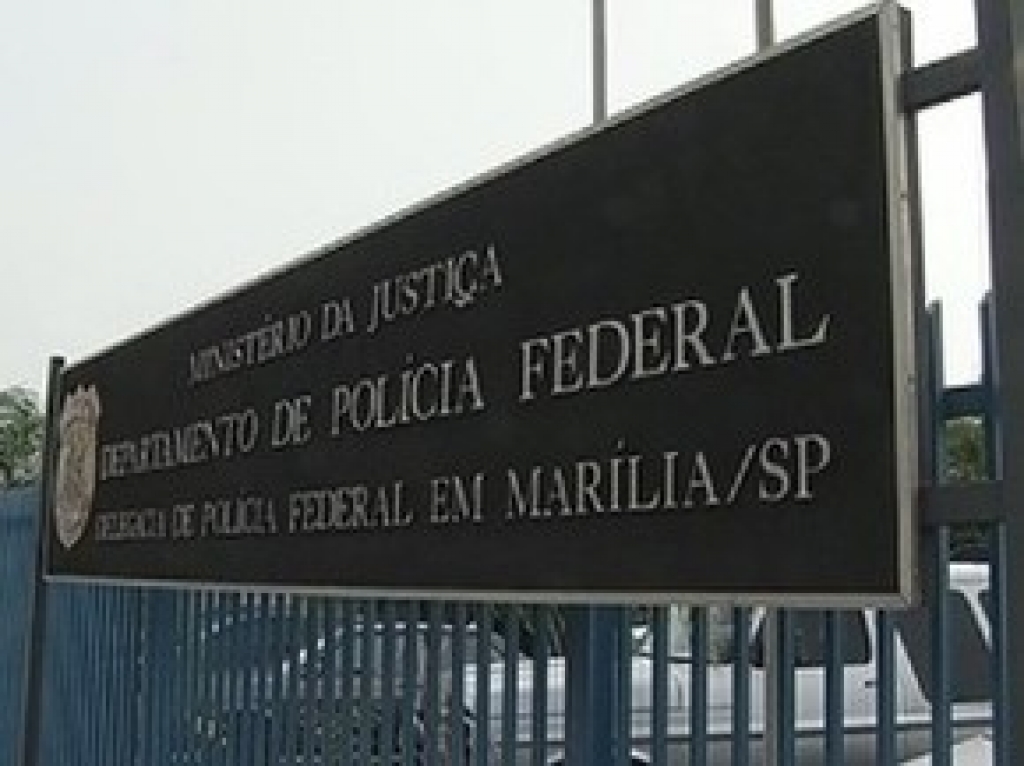 MINISTÉRIO DA JUSTIÇA
DEPARTAMENTO DE POLÍCIA FEDERAL
DELEGACIA DE POLÍCIA FEDERAL EM MARÍLIA/SP